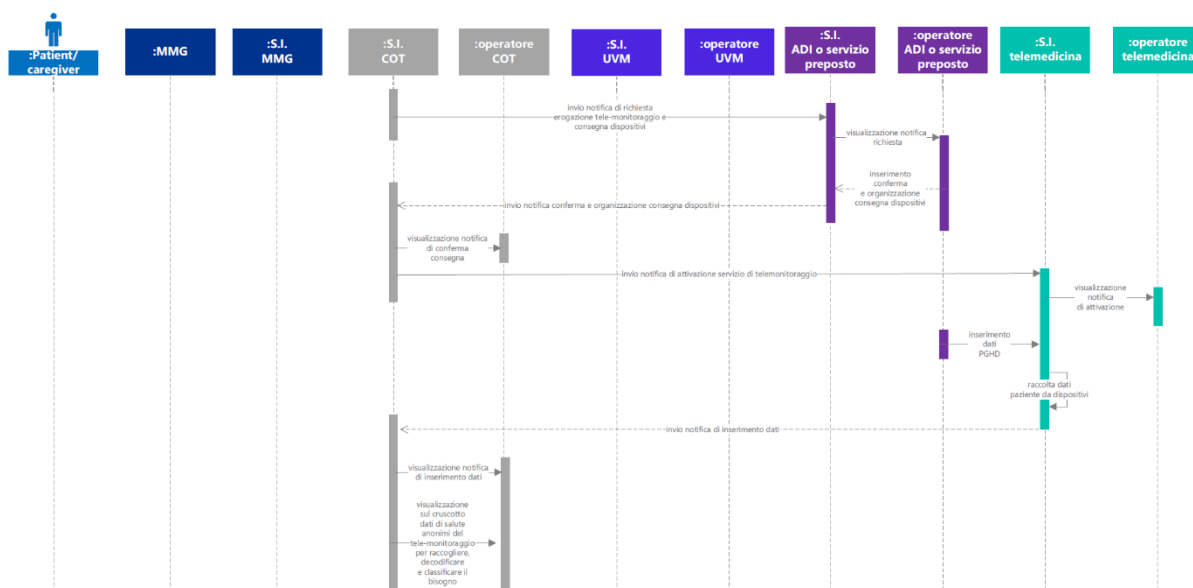 :Patient/
caregiver
:MMG
:S.I.
MMG
:S.I.
COT
:operatore
COT
:S.I.
UVM
:operatore
UVM
:S.I.
ADI o servizio
preposto
:operatore
ADI o servizio
preposto
:S.I.
telemedicina
:operatore
telemedicina
invio notifica di richiesta
erogazione tele-monitoraggio e
consegna dispositivi
visualizzazione notifica
richiesta
inserimento
conferma
e organizzazione
consegna dispositivi
invio notifica conferma e organizzazione consegna dispositivi
visualizzazione notifica
di conferma
consegna
invio notifica di attivazione servizio di telemonitoraggio
visualizzazione
notifica
di attivazione
inserimento
dati
PGHD
raccolta dati
paziente da dispositivi
invio notifica di inserimento dati
visualizzazione notifica
di inserimento dati
visualizzazione
sul cruscotto
dati di salute
anonimi del
tele-monitoraggio
per raccogliere,
decodificare
e classificare il
bisogno